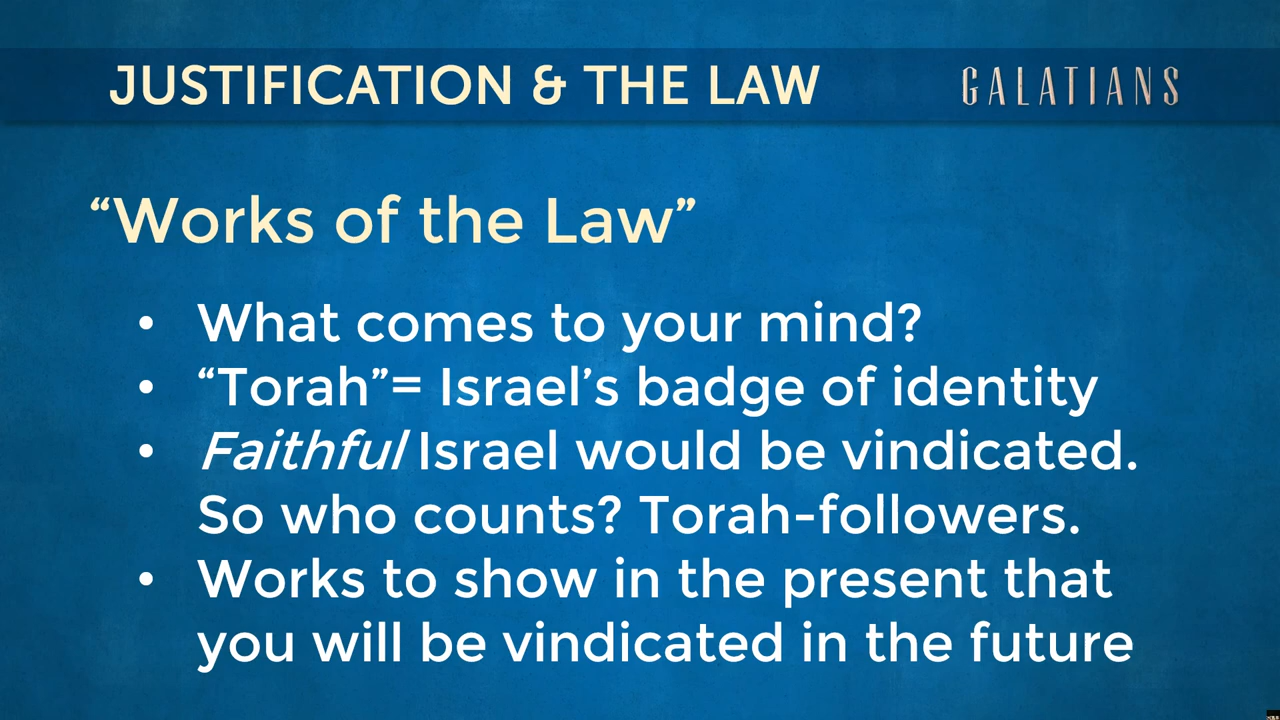 JUSTIFICATION & THE LAW
GALATIANS
“Works of the Law”
• What comes to your mind?
• “Torah”= Israel’s badge of identity
• Faithful Israel would be vindicated.
So who counts? Torah-followers.
• Works to show in the present that
you will be vindicated in the future